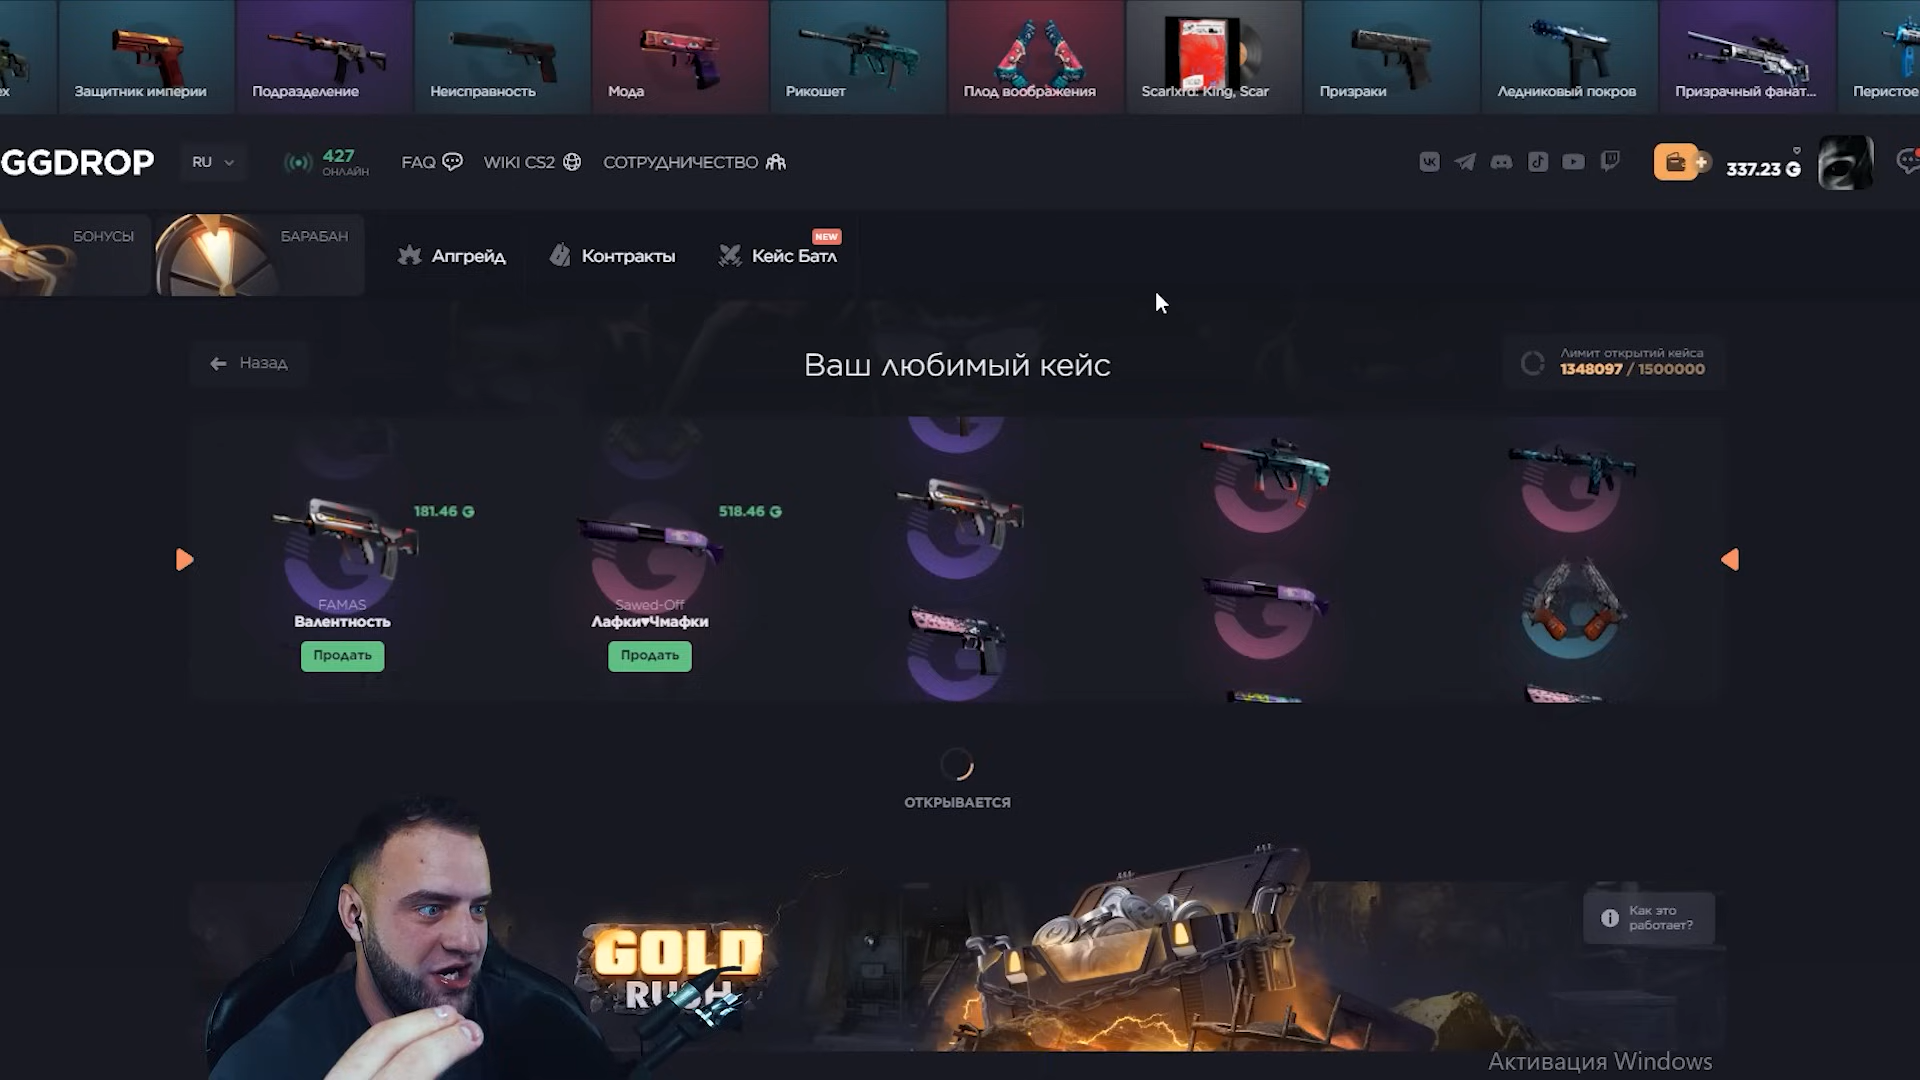 ех
Защитник империи
Подразделение
Неисправность
Мода
Рикошет
Плод воображения
Scarlxrd: King, Scar
Призраки
Ледниковый покров
Призрачный фанат...
Перистое
GGDROP
RU
427
ОНЛАЙН
FAQ
WIKI CS2
СОТРУДНИЧЕСТВО
337.23
БОНУСЫ
БАРАБАН
Апгрейд
Контракты
NEW
Кейс Батл
Назад
Ваш любимый кейс
Лимит открытий кейса
1348097 / 1500000
181.46
518.46
FAMAS
Валентность
Продать
Sawed-Off
Лафки♥Чмафки
Продать
ОТКРЫВАЕТСЯ
GOLD
RUSH
Как это
работает?
Активация Windows